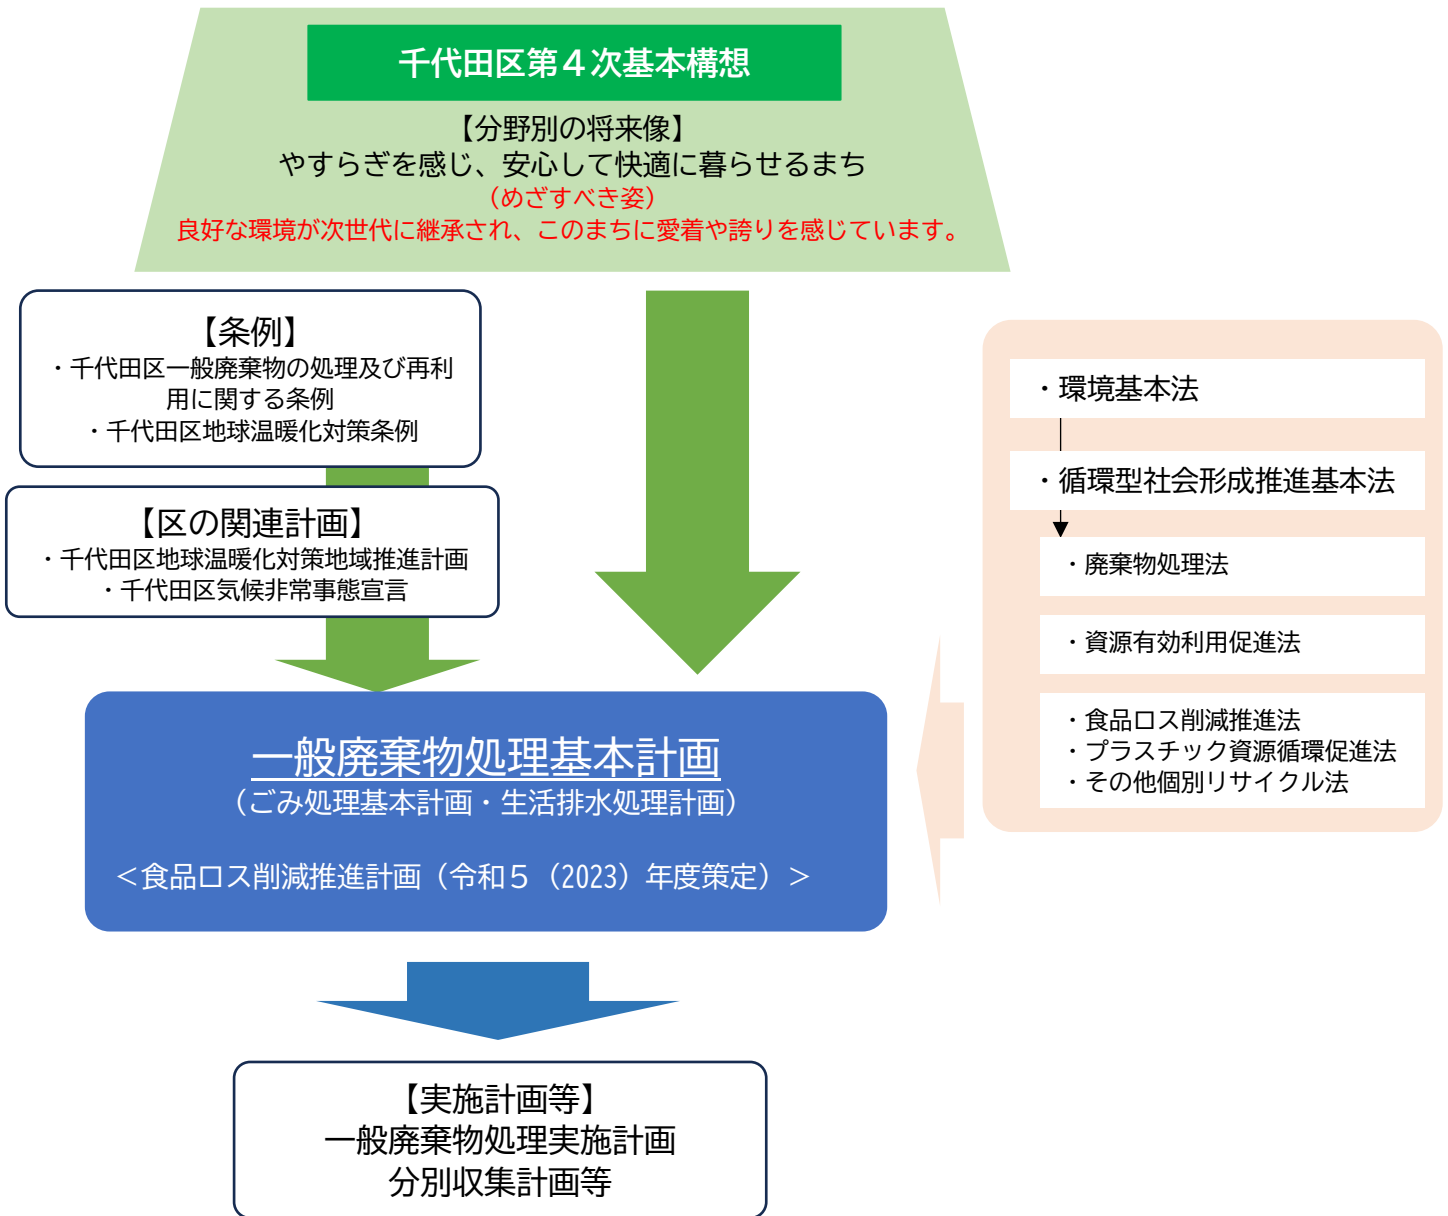 千代田区第４次基本構想
【分野別の将来像】
やすらぎを感じ、安心して快適に暮らせるまち
（めざすべき姿）
良好な環境が次世代に継承され、このまちに愛着や誇りを感じています。
【条例】
・千代田区一般廃棄物の処理及び再利
用に関する条例
・千代田区地球温暖化対策条例
【区の関連計画】
・千代田区地球温暖化対策地域推進計画
・千代田区気候非常事態宣言
・環境基本法
・循環型社会形成推進基本法
・廃棄物処理法
・資源有効利用促進法
・食品ロス削減推進法
・プラスチック資源循環促進法
・その他個別リサイクル法
一般廃棄物処理基本計画
（ごみ処理基本計画・生活排水処理計画）
＜食品ロス削減推進計画（令和５（2023）年度策定）＞
【実施計画等】
一般廃棄物処理実施計画
分別収集計画等